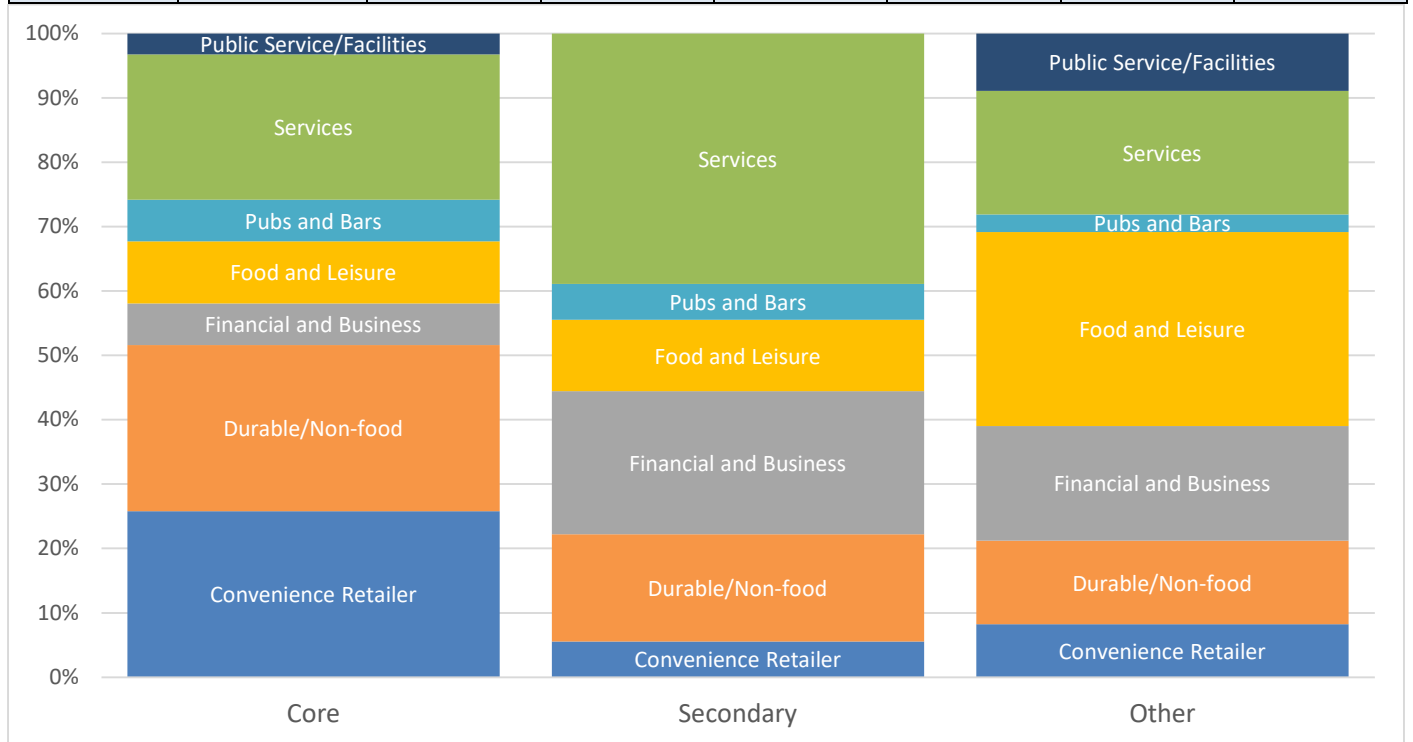 100%
90%
80%
70%
60%
50%
40%
30%
20%
10%
0%
Public Service/Facilities
Services
Pubs and Bars
Food and Leisure
Financial and Business
Durable/Non-food
Convenience Retailer
Core
Services
Pubs and Bars
Food and Leisure
Financial and Business
Durable/Non-food
Convenience Retailer
Secondary
Public Service/Facilities
Services
Pubs and Bars
Food and Leisure
Financial and Business
Durable/Non-food
Convenience Retailer
Other